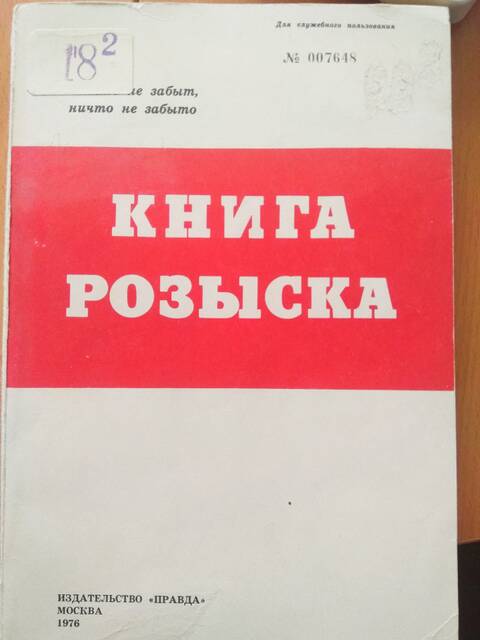 Для служебного пользования
№ 007648
18²
не забыт,
ничто не забыто
КНИГА
РОЗЫСКА
ИЗДАТЕЛЬСТВО «ПРАВДА»
МОСКВА
1976